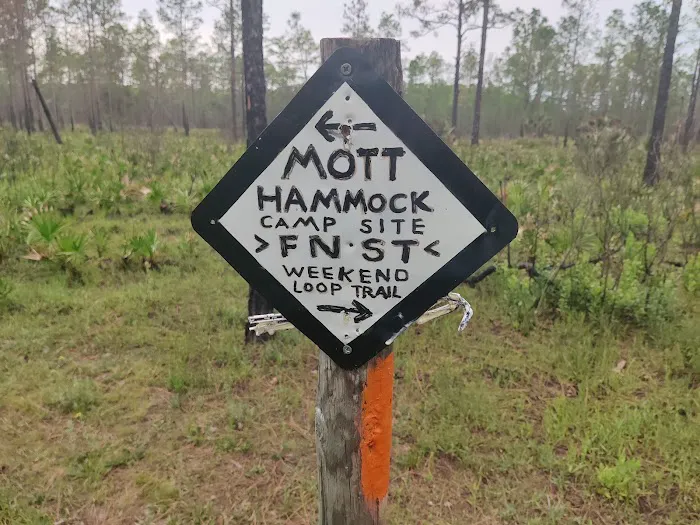 ←
MOTT
HAMMOCK
CAMP SITE
> FN·ST <
WEEKEND
LOOP TRAIL
→